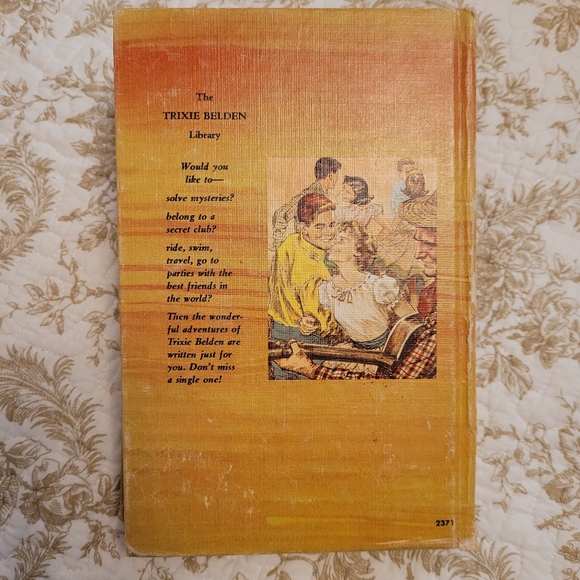 The
TRIXIE BELDEN
Library
Would you
like to—
solve mysteries?
belong to a
secret club?
ride, swim,
travel, go to
parties with the
best friends in
the world?
Then the wonder-
ful adventures of
Trixie Belden are
written just for
you. Don't miss
a single one!
2371